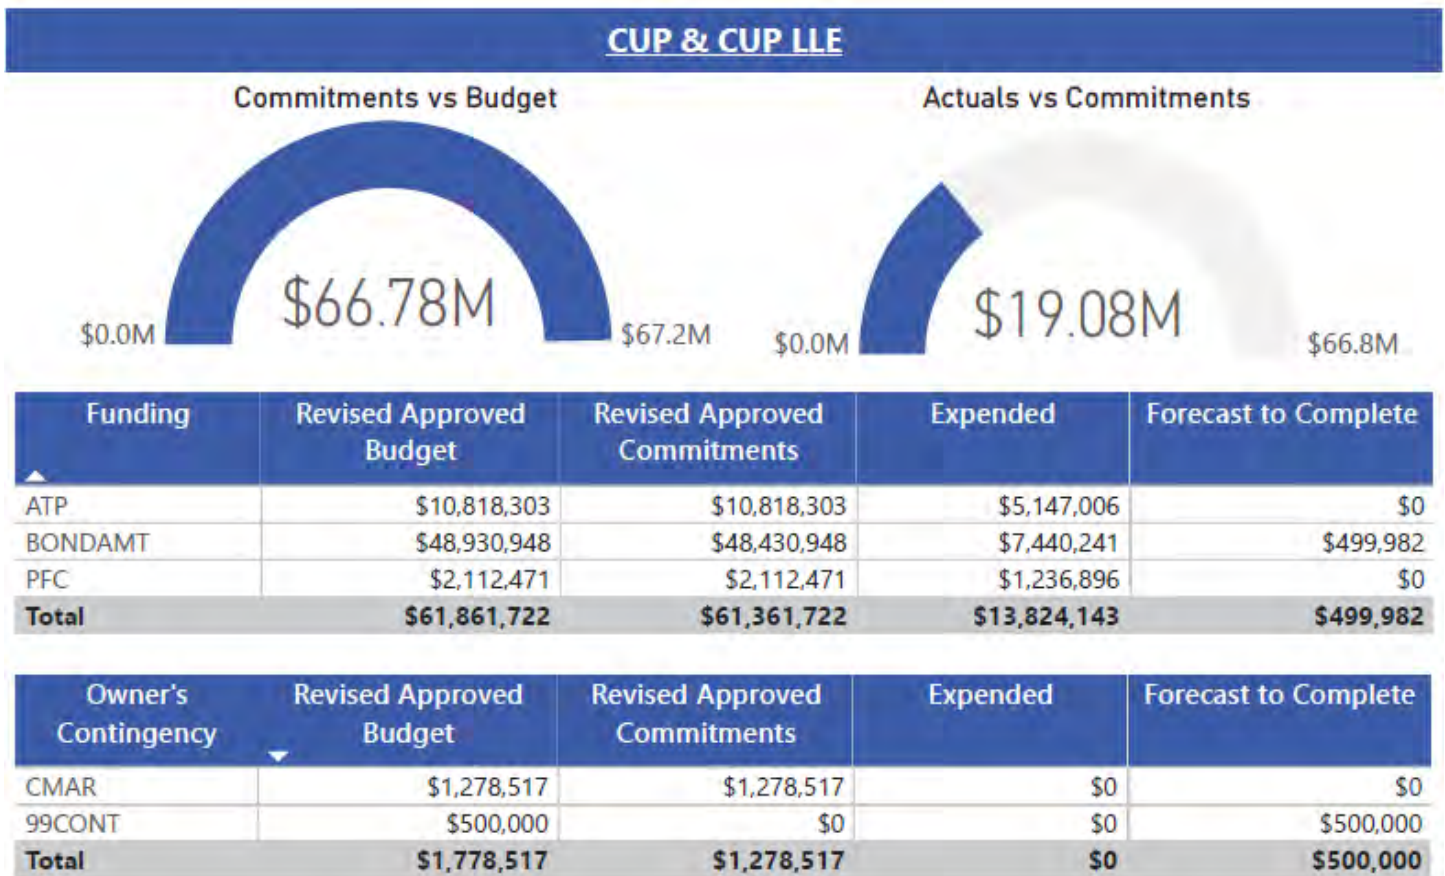 CUP & CUP LLE
Commitments vs Budget
Actuals vs Commitments
$66.78M
$0.0M
$67.2M
$19.08M
$0.0M
$66.8M
Funding Revised Approved Budget Revised Approved Commitments Expended Forecast to Complete
ATP $10,818,303 $10,818,303 $5,147,006 $0
BONDAMT $48,930,948 $48,430,948 $7,440,241 $499,982
PFC $2,112,471 $2,112,471 $1,236,896 $0
Total $61,861,722 $61,361,722 $13,824,143 $499,982
Owner's Contingency Revised Approved Budget Revised Approved Commitments Expended Forecast to Complete
CMAR $1,278,517 $1,278,517 $0 $0
99CONT $500,000 $0 $0 $500,000
Total $1,778,517 $1,278,517 $0 $500,000